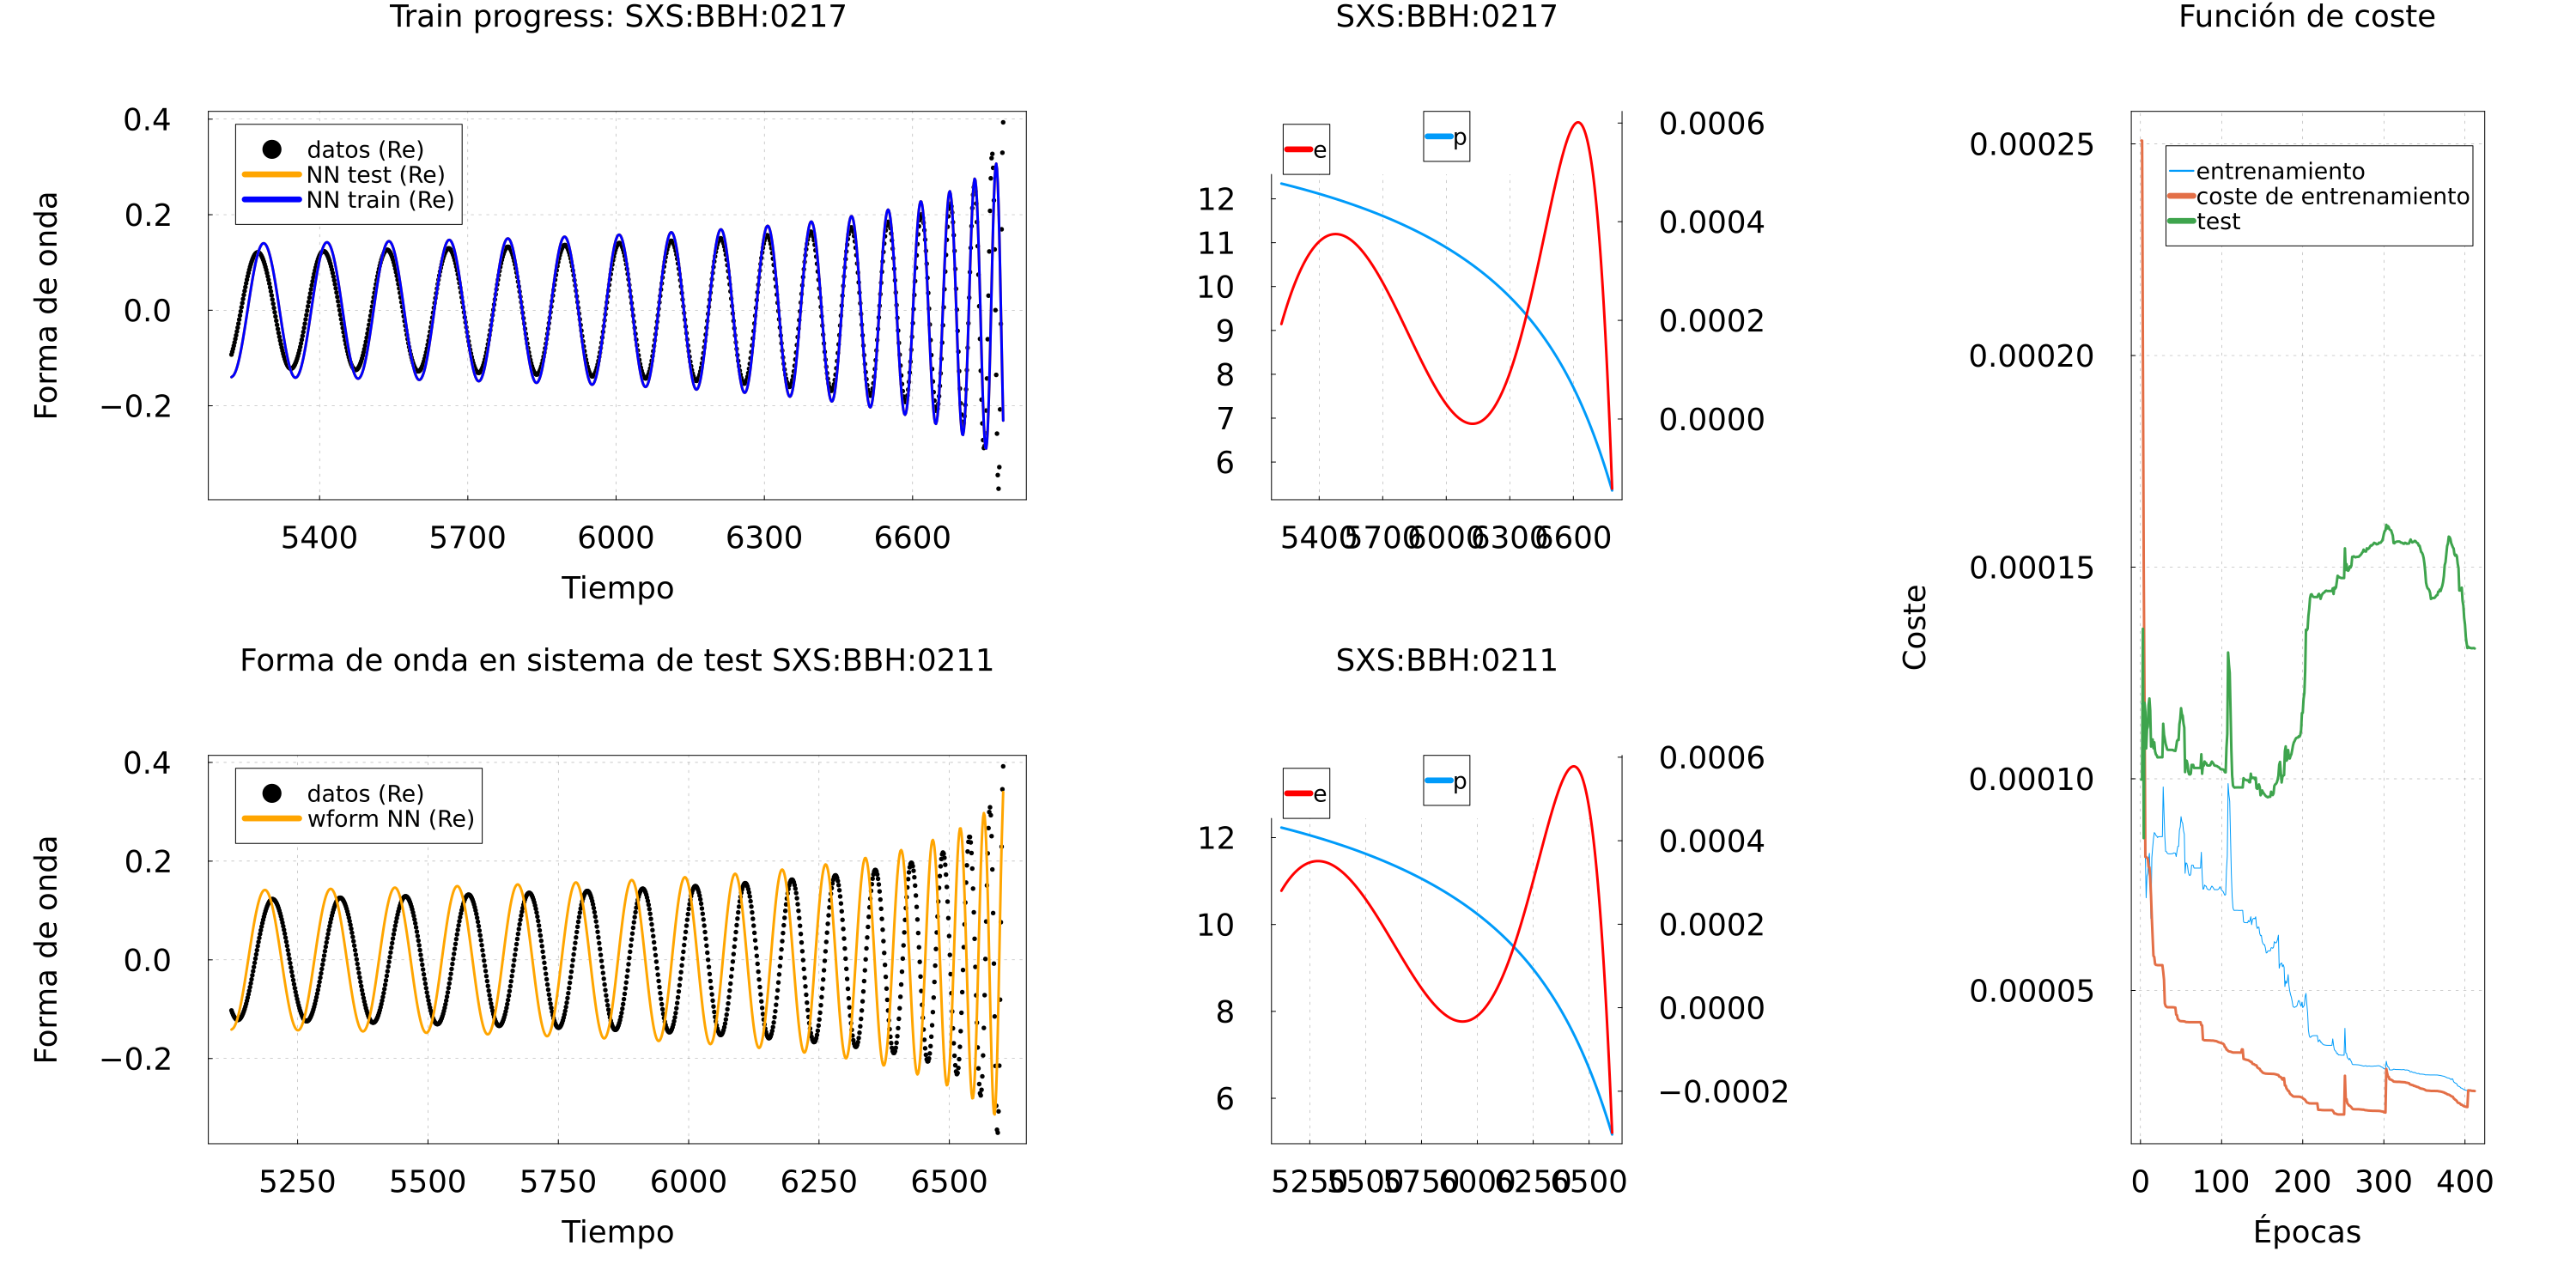 Train progress: SXS:BBH:0217
0.4
0.2
0.0
−0.2
Forma de onda
datos (Re)
NN test (Re)
NN train (Re)
5400 5700 6000 6300 6600
Tiempo
SXS:BBH:0217
e
p
12
11
10
9
8
7
6
0.0006
0.0004
0.0002
0.0000
5400 5700 6000 6300 6600
Forma de onda en sistema de test SXS:BBH:0211
0.4
0.2
0.0
−0.2
Forma de onda
datos (Re)
wform NN (Re)
5250 5500 5750 6000 6250 6500
Tiempo
SXS:BBH:0211
e
p
12
10
8
6
0.0006
0.0004
0.0002
0.0000
−0.0002
5250 5500 5750 6000 6250 6500
Función de coste
0.00025
0.00020
0.00015
0.00010
0.00005
Coste
entrenamiento
coste de entrenamiento
test
0 100 200 300 400
Épocas